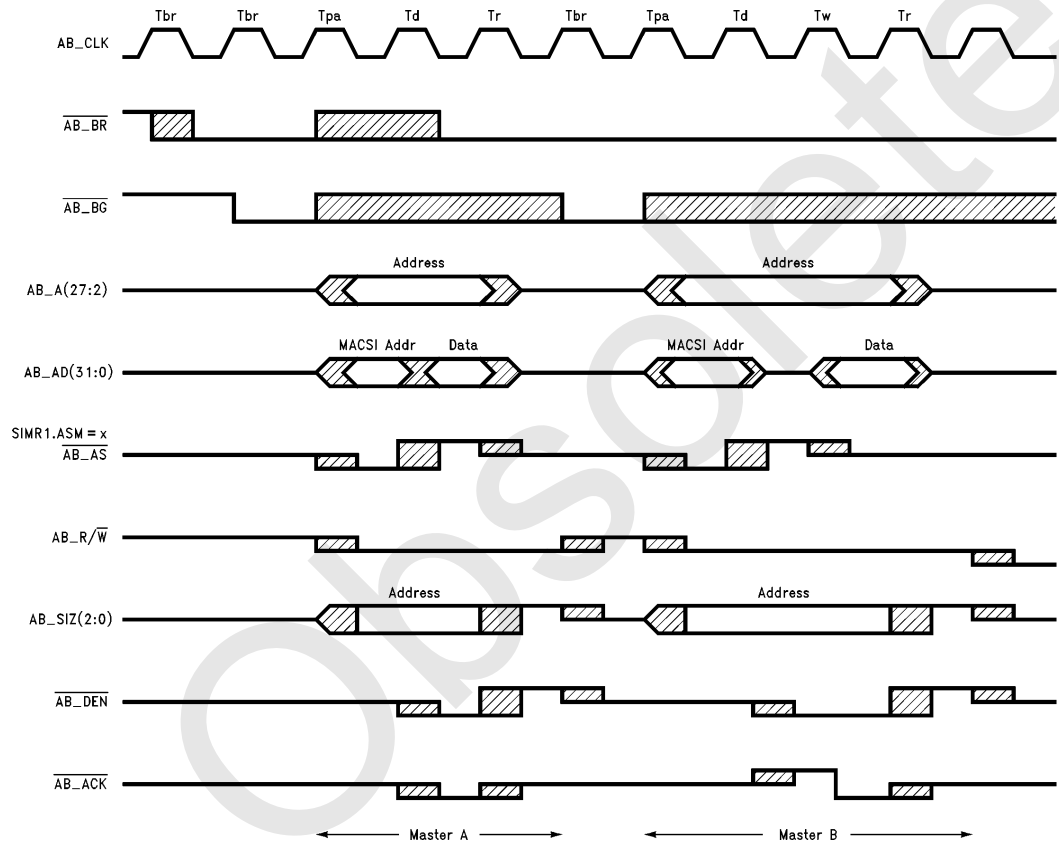 Tbr Tbr Tpa Td Tr Tbr Tpa Td Tw Tr
AB_CLK
AB_BR
AB_BG
Address Address
AB_A(27:2)
MACSI Addr Data MACSI Addr Data
AB_AD(31:0)
SIMR1.ASM = x
AB_AS
AB_R/W
Address Address
AB_SIZ(2:0)
AB_DEN
AB_ACK
Master A Master B
Obsolete